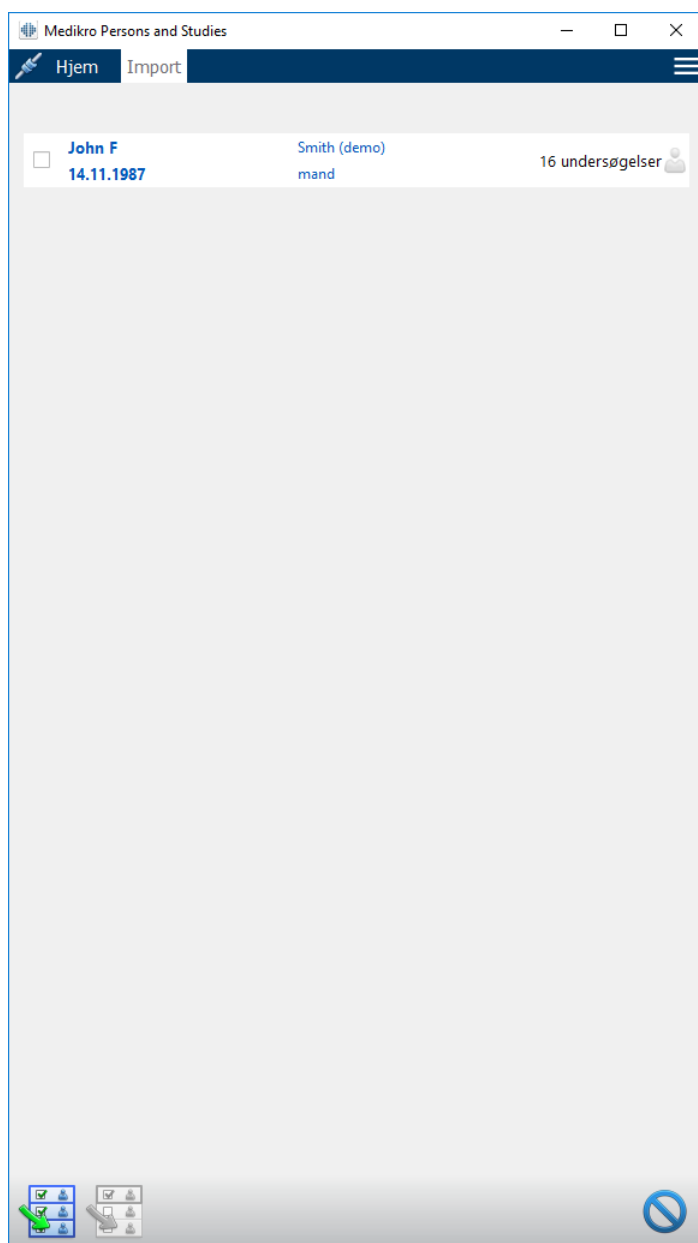 Medikro Persons and Studies
Hjem Import
John F Smith (demo) 16 undersøgelser
14.11.1987 mand